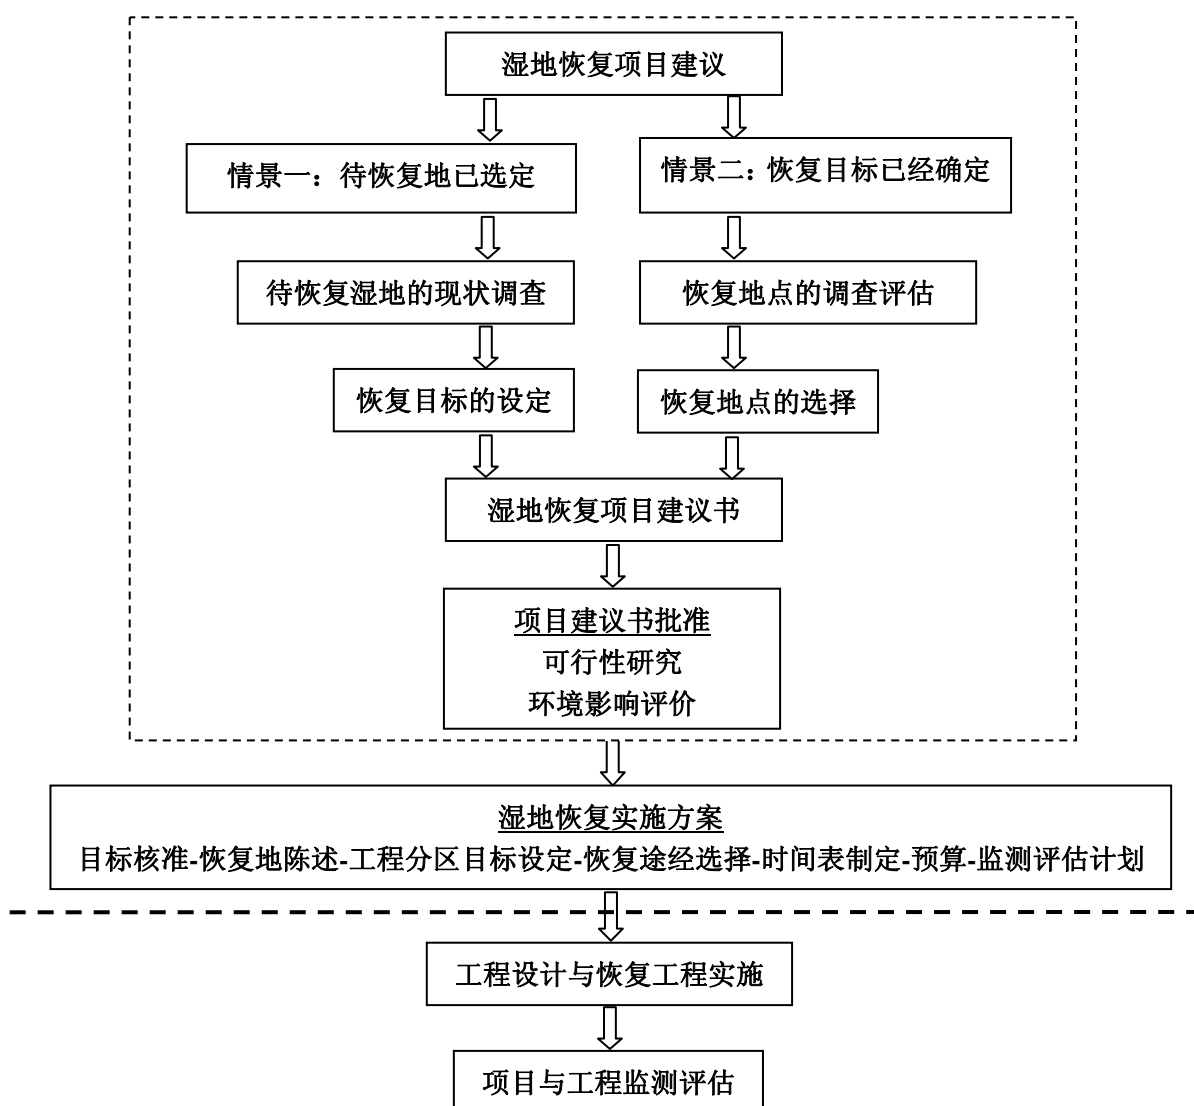 湿地恢复项目建议
情景一：待恢复地已选定
情景二：恢复目标已经确定
待恢复湿地的现状调查
恢复地点的调查评估
恢复目标的设定
恢复地点的选择
湿地恢复项目建议书
项目建议书批准
可行性研究
环境影响评价
湿地恢复实施方案
目标核准-恢复地陈述-工程分区目标设定-恢复途经选择-时间表制定-预算-监测评估计划
工程设计与恢复工程实施
项目与工程监测评估